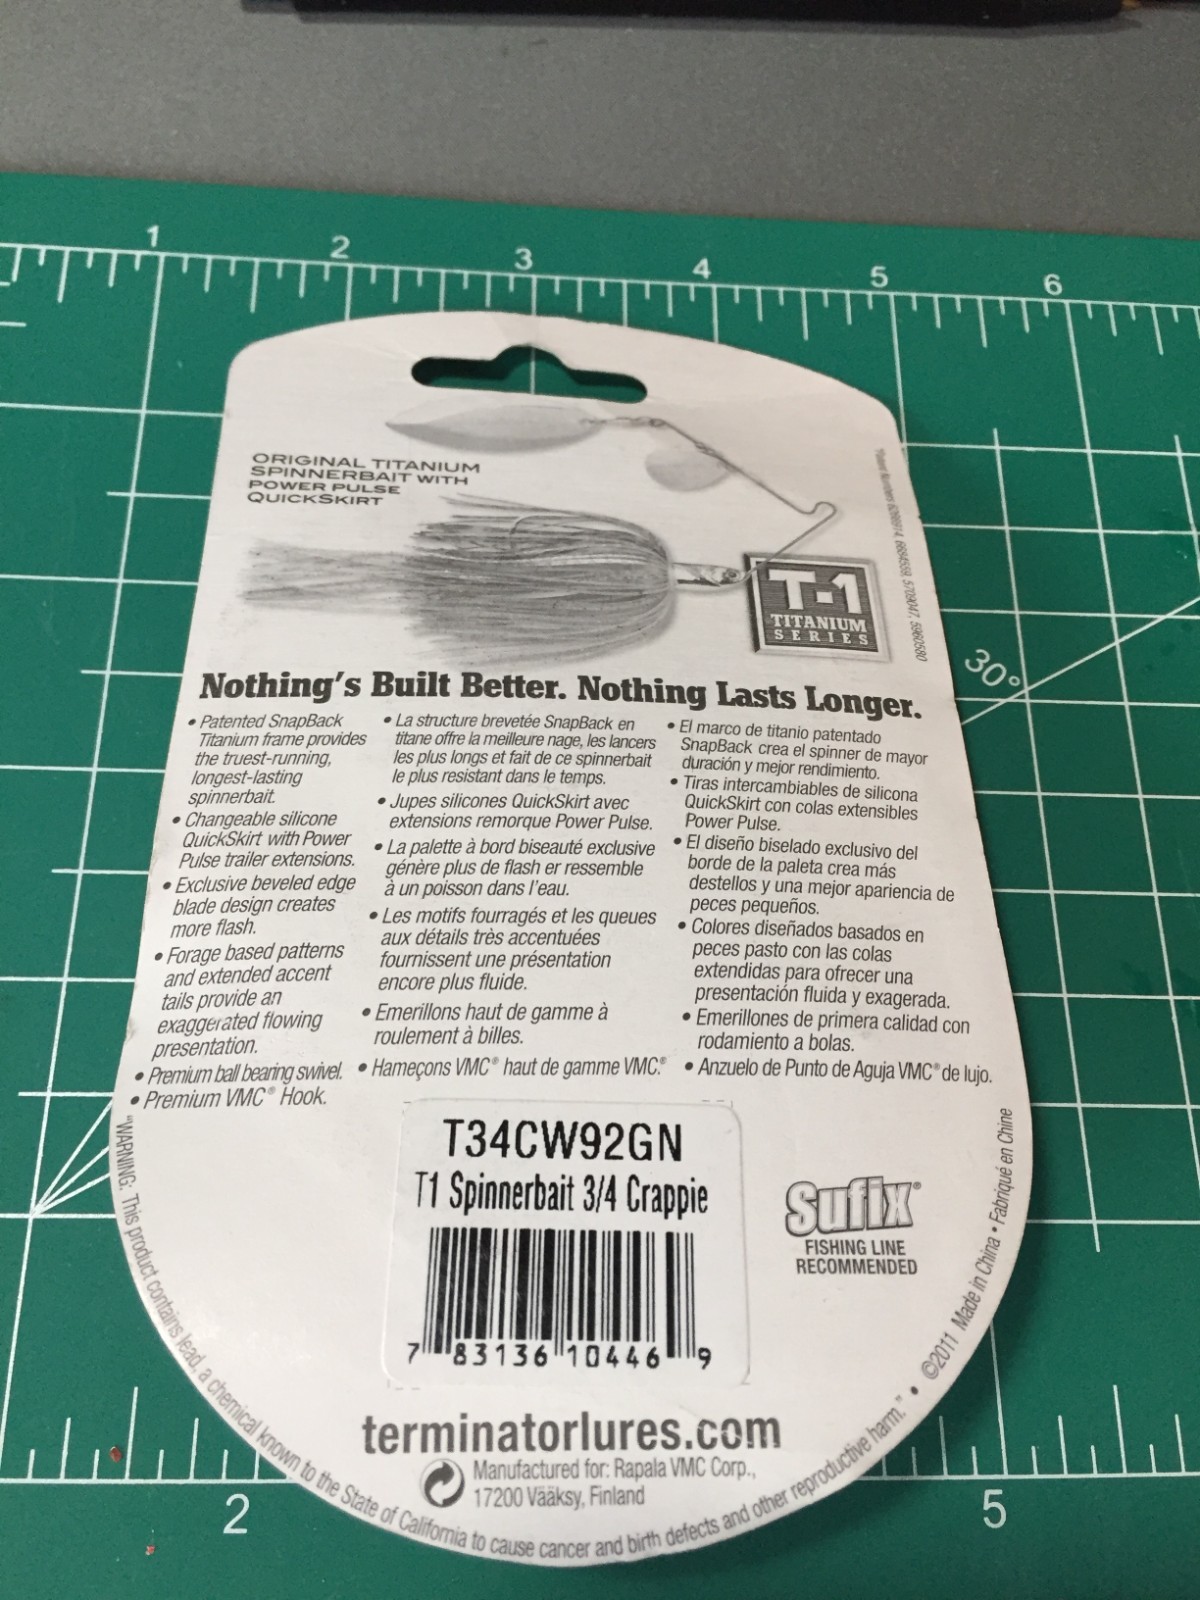 1 2 3 4 5 6
ORIGINAL TITANIUM
SPINNERBAIT WITH
POWER PULSE
QUICKSKIRT
T-1
TITANIUM
SERIES
30°
Nothing's Built Better. Nothing Lasts Longer.
• Patented SnapBack
Titanium frame provides
the truest-running,
longest-lasting
spinnerbait.
• Changeable silicone
QuickSkirt with Power
Pulse trailer extensions.
• Exclusive beveled edge
blade design creates
more flash.
• Forage based patterns
and extended accent
tails provide an
exaggerated flowing
presentation.
• Premium ball bearing swivel.
• Premium VMC® Hook.
• La structure brevetée SnapBack en
titane offre la meilleure nage, les lancers
les plus longs et fait de ce spinnerbait
le plus resistant dans le temps.
• Jupes silicones QuickSkirt avec
extensions remorque Power Pulse.
• La palette à bord biseauté exclusive
génère plus de flash er ressemble
à un poisson dans l'eau.
• Les motifs fourragés et les queues
aux détails très accentuées
fournissent une présentation
encore plus fluide.
• Emerillons haut de gamme à
roulement à billes.
• Hameçons VMC® haut de gamme VMC.®
• El marco de titanio patentado
SnapBack crea el spinner de mayor
duración y mejor rendimiento.
• Tiras intercambiables de silicona
QuickSkirt con colas extensibles
Power Pulse.
• El diseño biselado exclusivo del
borde de la paleta crea más
destellos y una mejor apariencia de
peces pequeños.
• Colores diseñados basados en
peces pasto con las colas
extendidas para ofrecer una
presentación fluida y exagerada.
• Emerillones de primera calidad con
rodamiento a bolas.
• Anzuelo de Punto de Aguja VMC® de lujo.
T34CW92GN
T1 Spinnerbait 3/4 Crappie
7 83136 10446 9
Sufix®
FISHING LINE
RECOMMENDED
terminatorlures.com
Manufactured for: Rapala VMC Corp.,
17200 Vääksy, Finland
"WARNING: This product contains lead, a chemical known to the State of California to cause cancer and birth defects and other reproductive harm." • ©2011 Made in China • Fabriqué en Chine
2 5